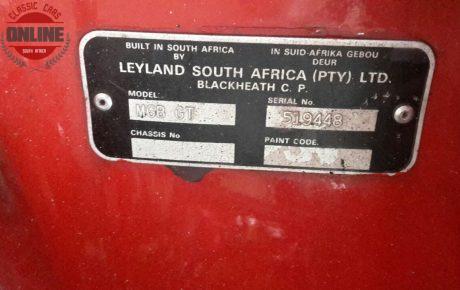 CLASSIC CARS
ONLINE
SOUTH AFRICA
BUILT IN SOUTH AFRICA
BY
IN SUID-AFRIKA GEBOU
DEUR
LEYLAND SOUTH AFRICA (PTY) LTD.
BLACKHEATH C. P.
MODEL:
SERIAL No.
MGB GT
519448
CHASSIS No
PAINT CODE.